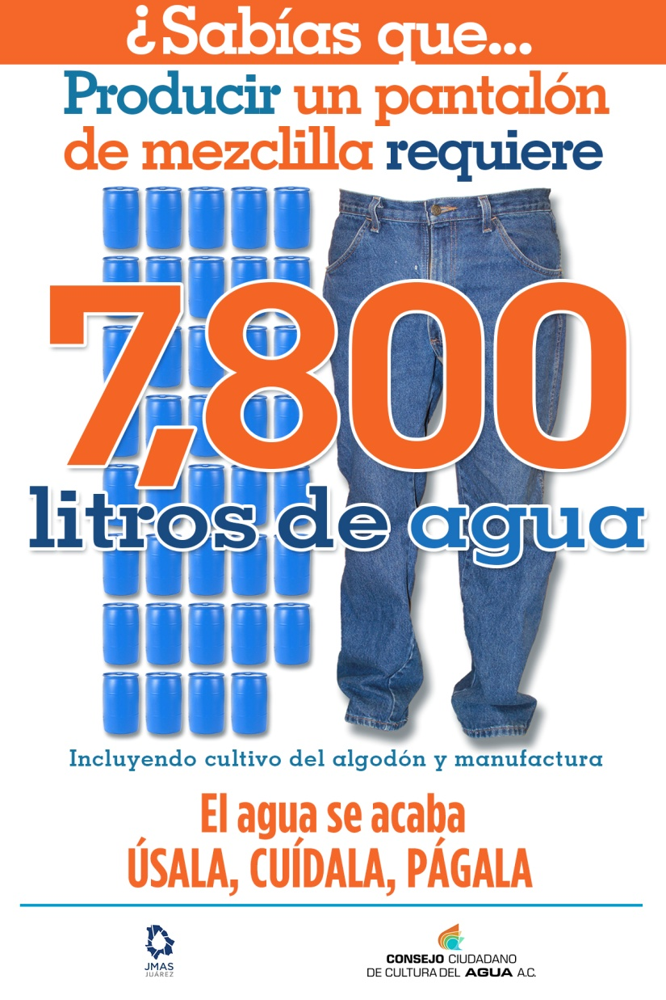 ¿Sabías que...
Producir un pantalón
de mezclilla requiere
7,800
litros de agua
Incluyendo cultivo del algodón y manufactura
El agua se acaba
ÚSALA, CUÍDALA, PÁGALA
JMAS
JUÁREZ
CONSEJO CIUDADANO
DE CULTURA DEL AGUA A.C.